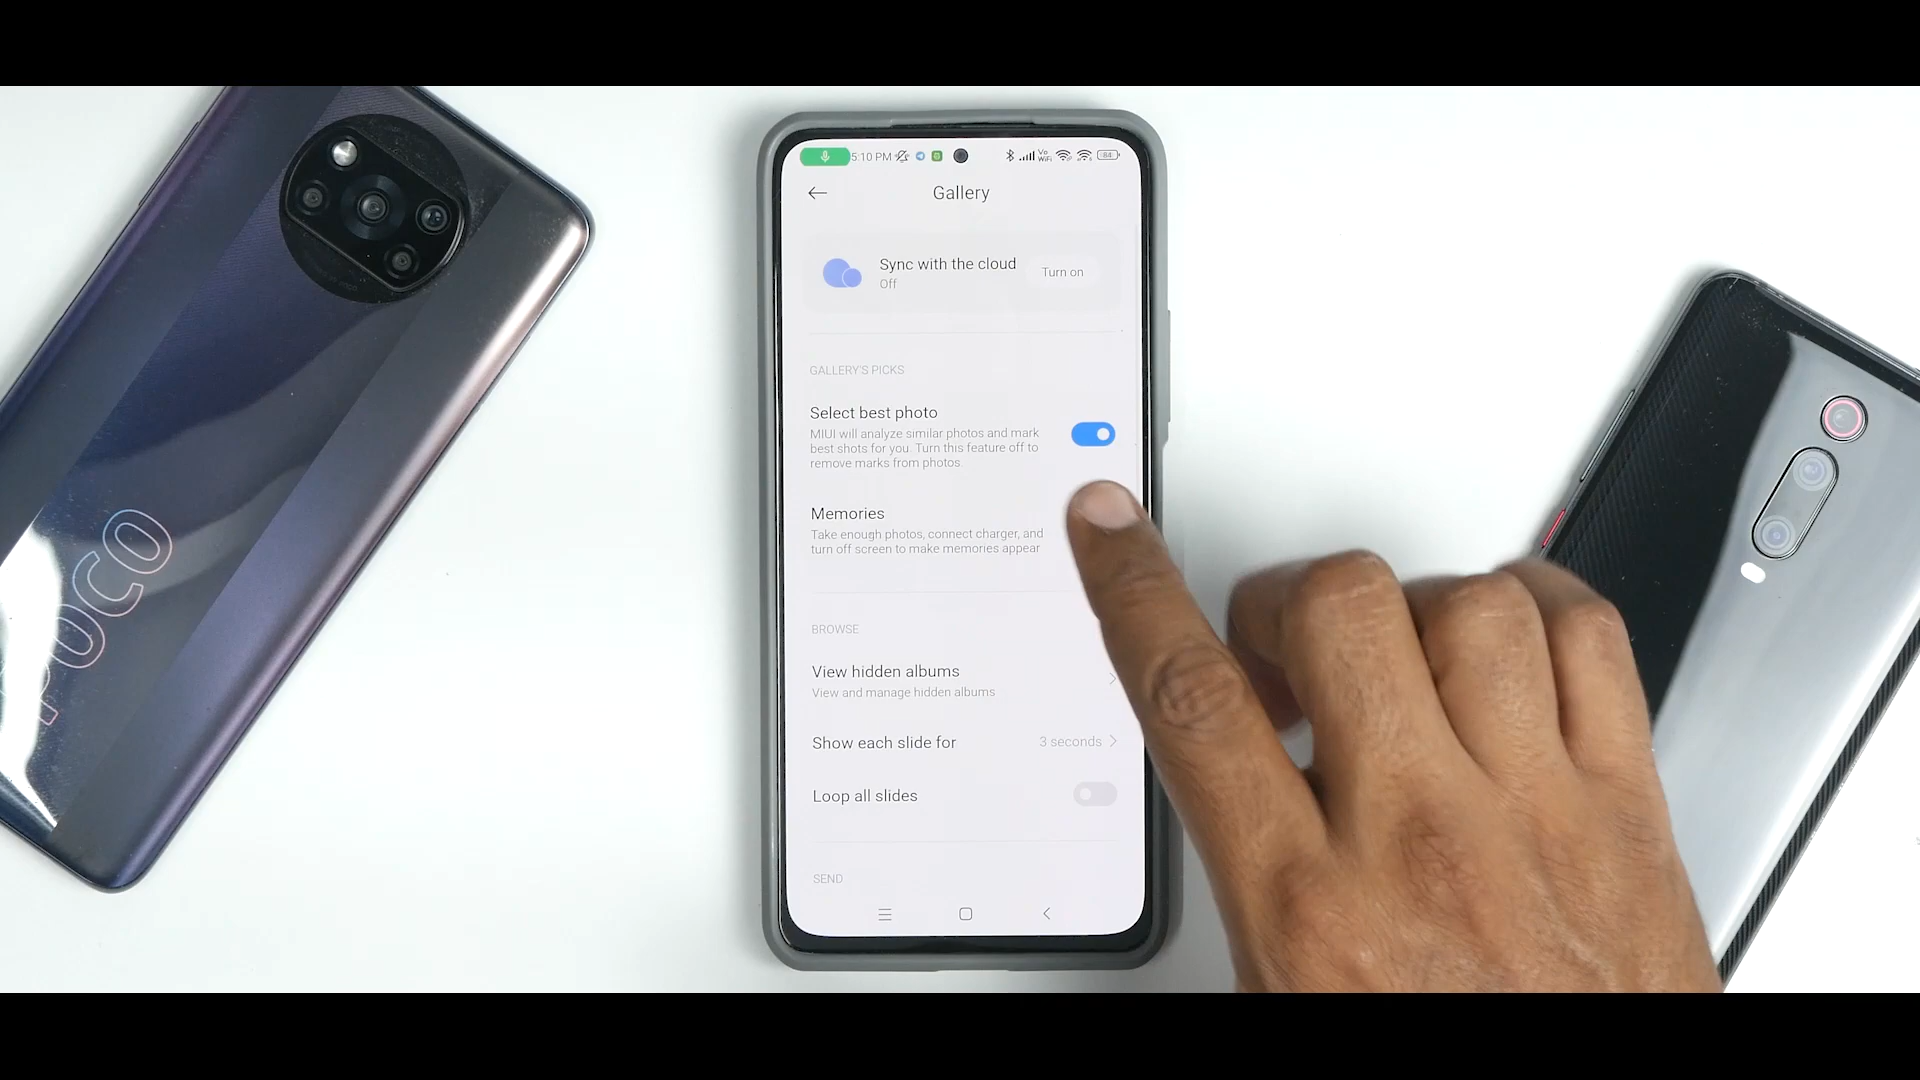 5:10 PM
Vo
WiFi
84
Gallery
Sync with the cloud
Off
Turn on
GALLERY'S PICKS
Select best photo
MIUI will analyze similar photos and mark
best shots for you. Turn this feature off to
remove marks from photos.
Memories
Take enough photos, connect charger, and
turn off screen to make memories appear
BROWSE
View hidden albums
View and manage hidden albums
Show each slide for
3 seconds
Loop all slides
SEND
POCO